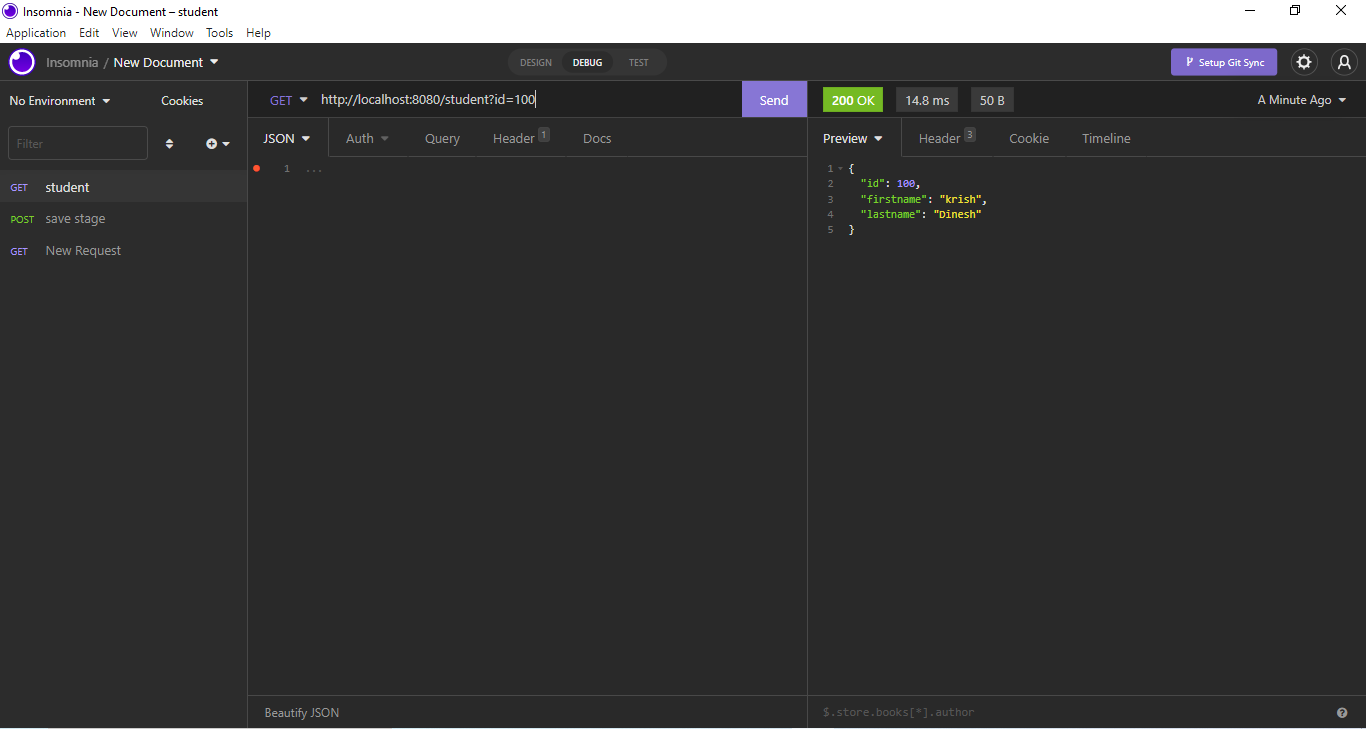 Insomnia - New Document – student
Application Edit View Window Tools Help
Insomnia / New Document
DESIGN DEBUG TEST
Setup Git Sync
No Environment Cookies
GET http://localhost:8080/student?id=100 Send
200 OK 14.8 ms 50 B A Minute Ago
Filter
JSON Auth Query Header 1 Docs
Preview Header 3 Cookie Timeline
GET student
POST save stage
GET New Request
1 ...
1 {
2 "id": 100,
3 "firstname": "krish",
4 "lastname": "Dinesh"
5 }
Beautify JSON
$.store.books[*].author